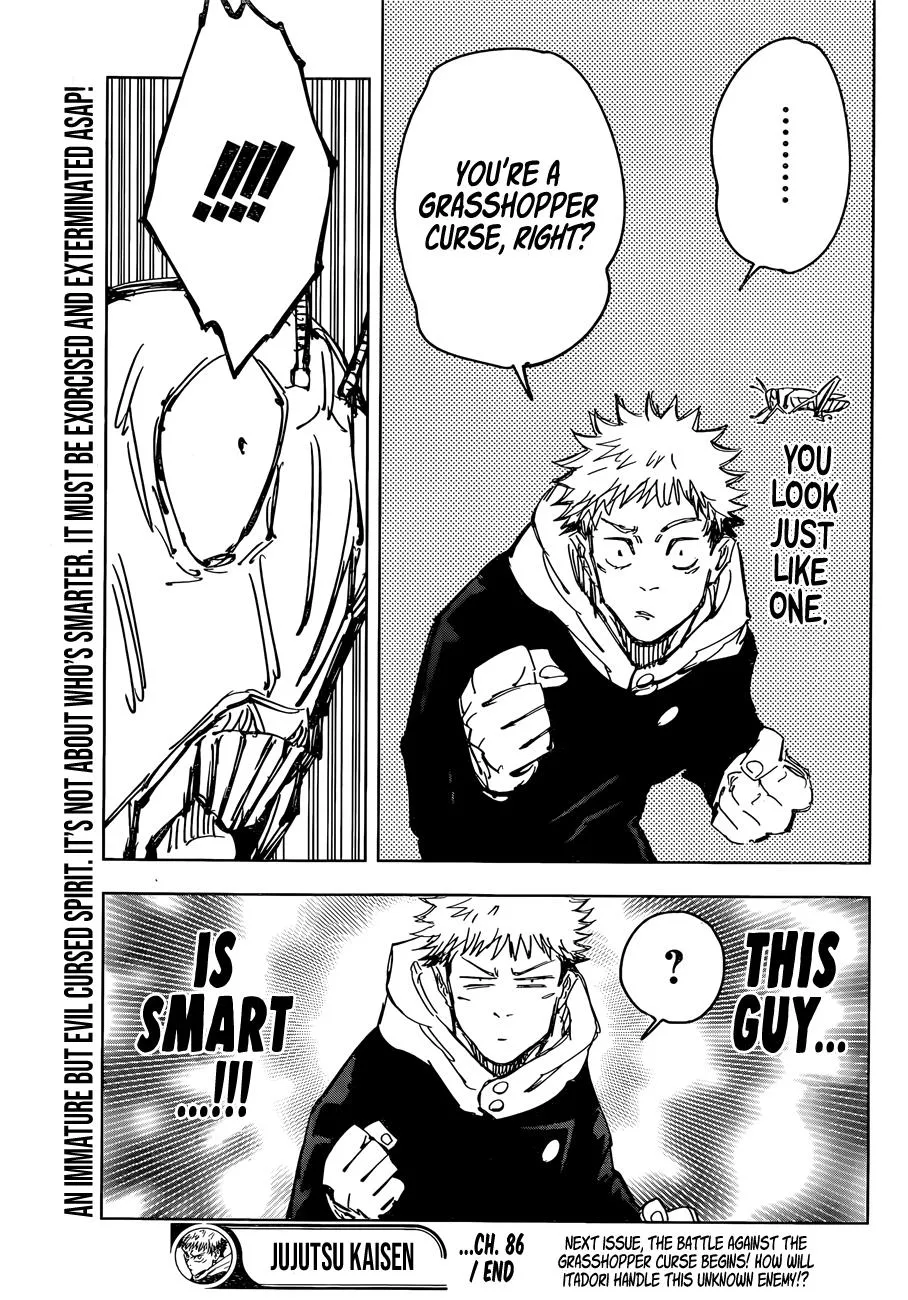 .........
YOU'RE A
GRASSHOPPER
CURSE, RIGHT?
YOU
LOOK
JUST
LIKE
ONE.
!!!!
THIS
GUY...
?
IS
SMART
...!!!
AN IMMATURE BUT EVIL CURSED SPIRIT. IT'S NOT ABOUT WHO'S SMARTER. IT MUST BE EXORCISED AND EXTERMINATED ASAP!
JUJUTSU KAISEN
...CH. 86
/ END
NEXT ISSUE, THE BATTLE AGAINST THE
GRASSHOPPER CURSE BEGINS! HOW WILL
ITADORI HANDLE THIS UNKNOWN ENEMY!?